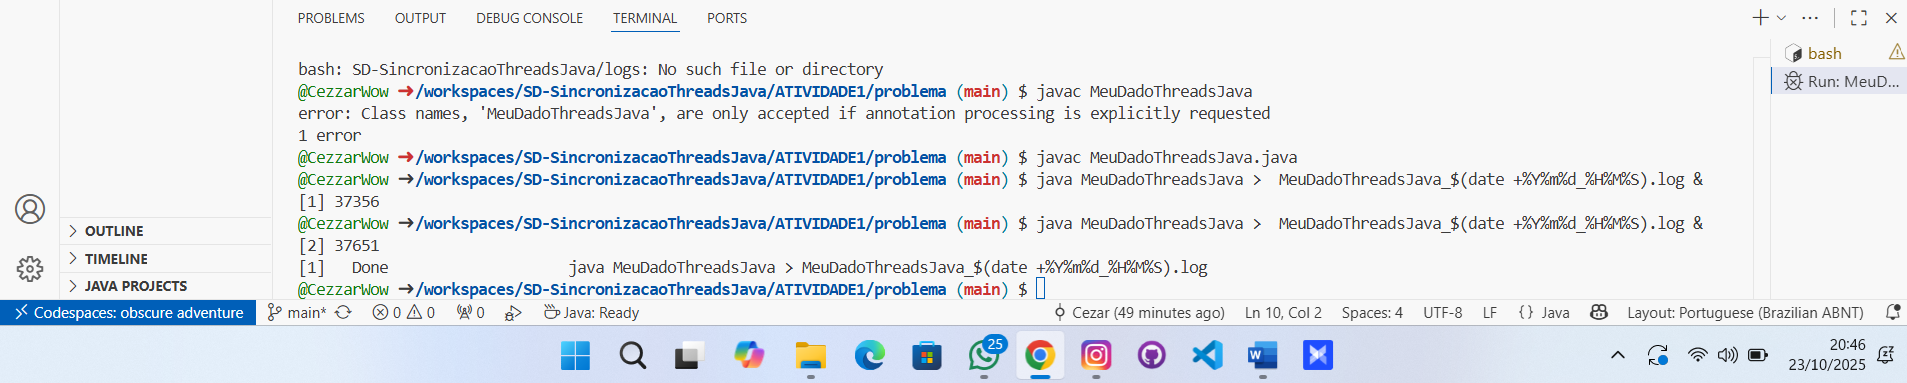 PROBLEMS OUTPUT DEBUG CONSOLE TERMINAL PORTS
bash: SD-SincronizacaoThreadsJava/logs: No such file or directory
@CezzarWow ➜/workspaces/SD-SincronizacaoThreadsJava/ATIVIDADE1/problema (main) $ javac MeuDadoThreadsJava
error: Class names, 'MeuDadoThreadsJava', are only accepted if annotation processing is explicitly requested
1 error
@CezzarWow ➜/workspaces/SD-SincronizacaoThreadsJava/ATIVIDADE1/problema (main) $ javac MeuDadoThreadsJava.java
@CezzarWow ➜/workspaces/SD-SincronizacaoThreadsJava/ATIVIDADE1/problema (main) $ java MeuDadoThreadsJava >  MeuDadoThreadsJava_$(date +%Y%m%d_%H%M%S).log &
[1] 37356
@CezzarWow ➜/workspaces/SD-SincronizacaoThreadsJava/ATIVIDADE1/problema (main) $ java MeuDadoThreadsJava >  MeuDadoThreadsJava_$(date +%Y%m%d_%H%M%S).log &
[2] 37651
[1]   Done                    java MeuDadoThreadsJava > MeuDadoThreadsJava_$(date +%Y%m%d_%H%M%S).log
@CezzarWow ➜/workspaces/SD-SincronizacaoThreadsJava/ATIVIDADE1/problema (main) $
bash
Run: MeuD...
OUTLINE
TIMELINE
JAVA PROJECTS
Codespaces: obscure adventure main* 0 0 0 Java: Ready Cezar (49 minutes ago) Ln 10, Col 2 Spaces: 4 UTF-8 LF {} Java Layout: Portuguese (Brazilian ABNT)
25
20:46
23/10/2025